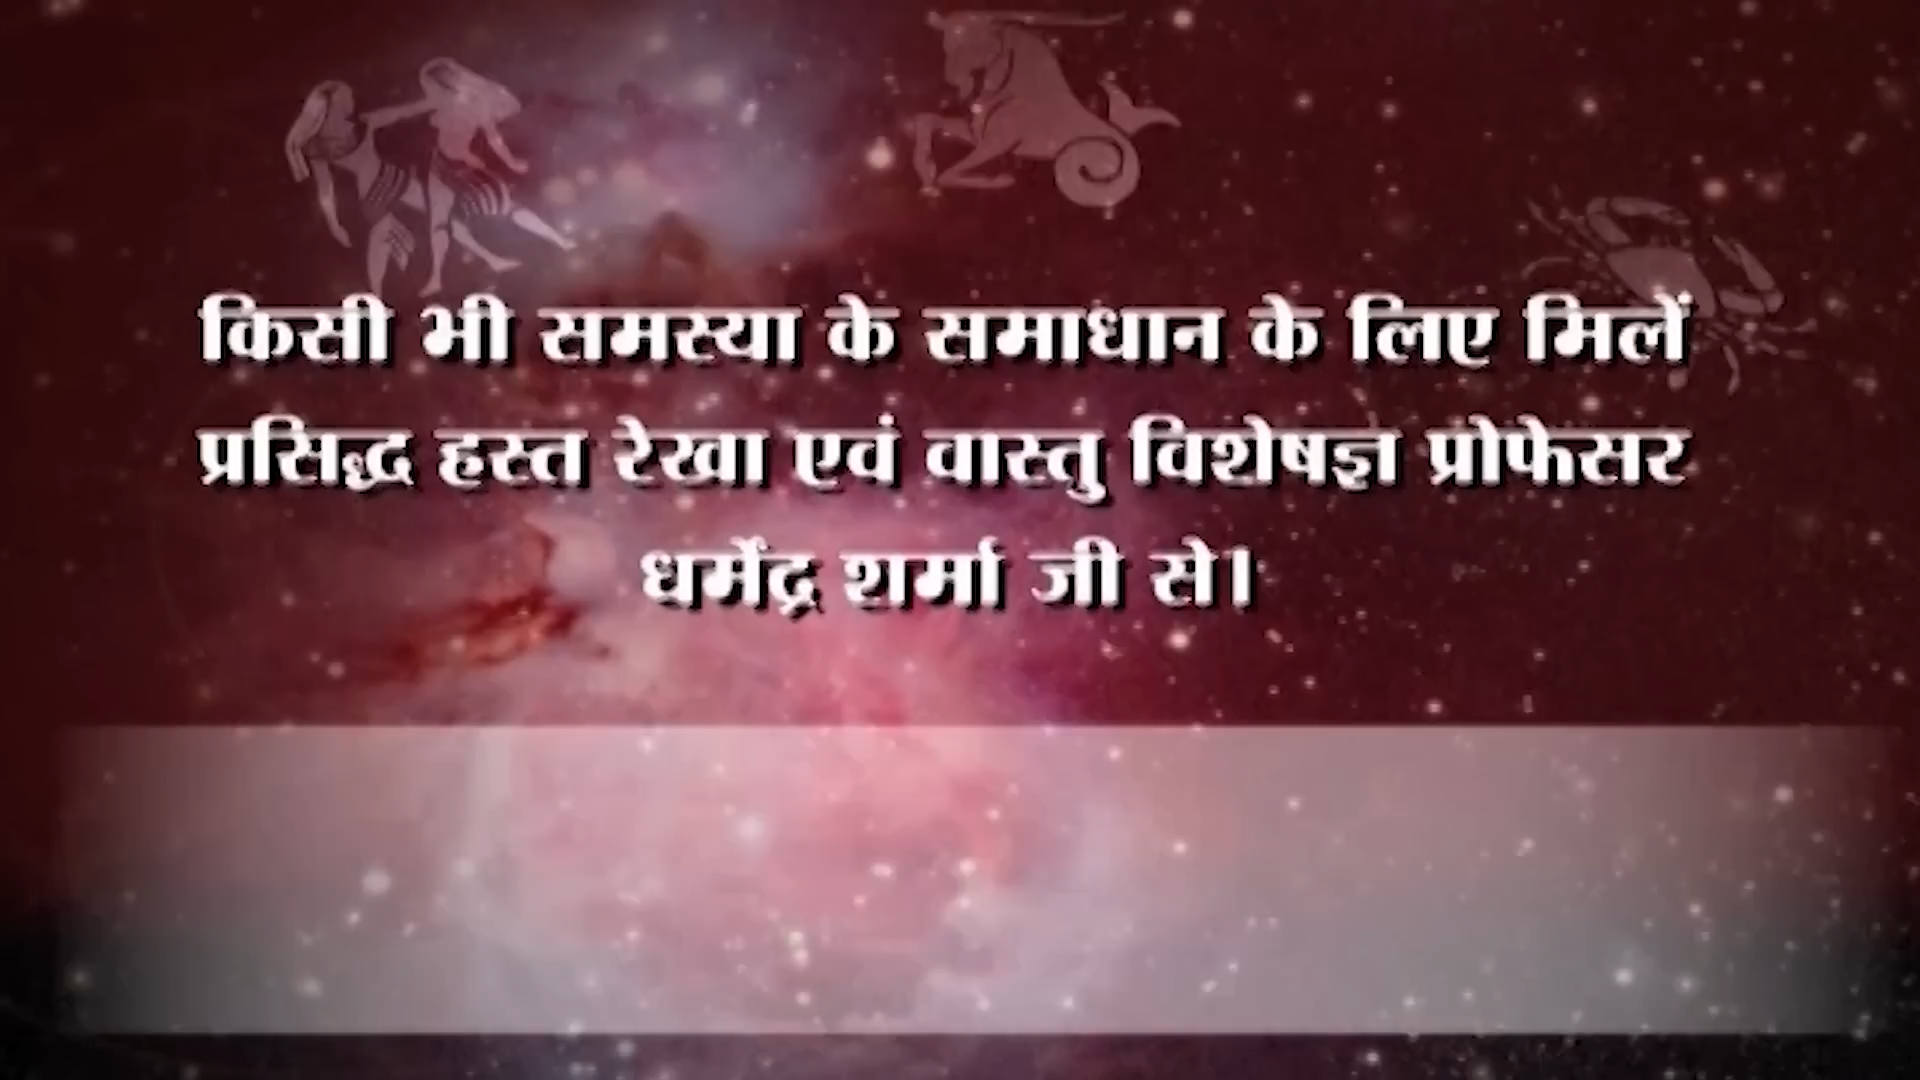 किसी भी समस्या के समाधान के लिए मिलें
प्रसिद्ध हस्त रेखा एवं वास्तु विशेषज्ञ प्रोफेसर
धर्मेंद्र शर्मा जी से।